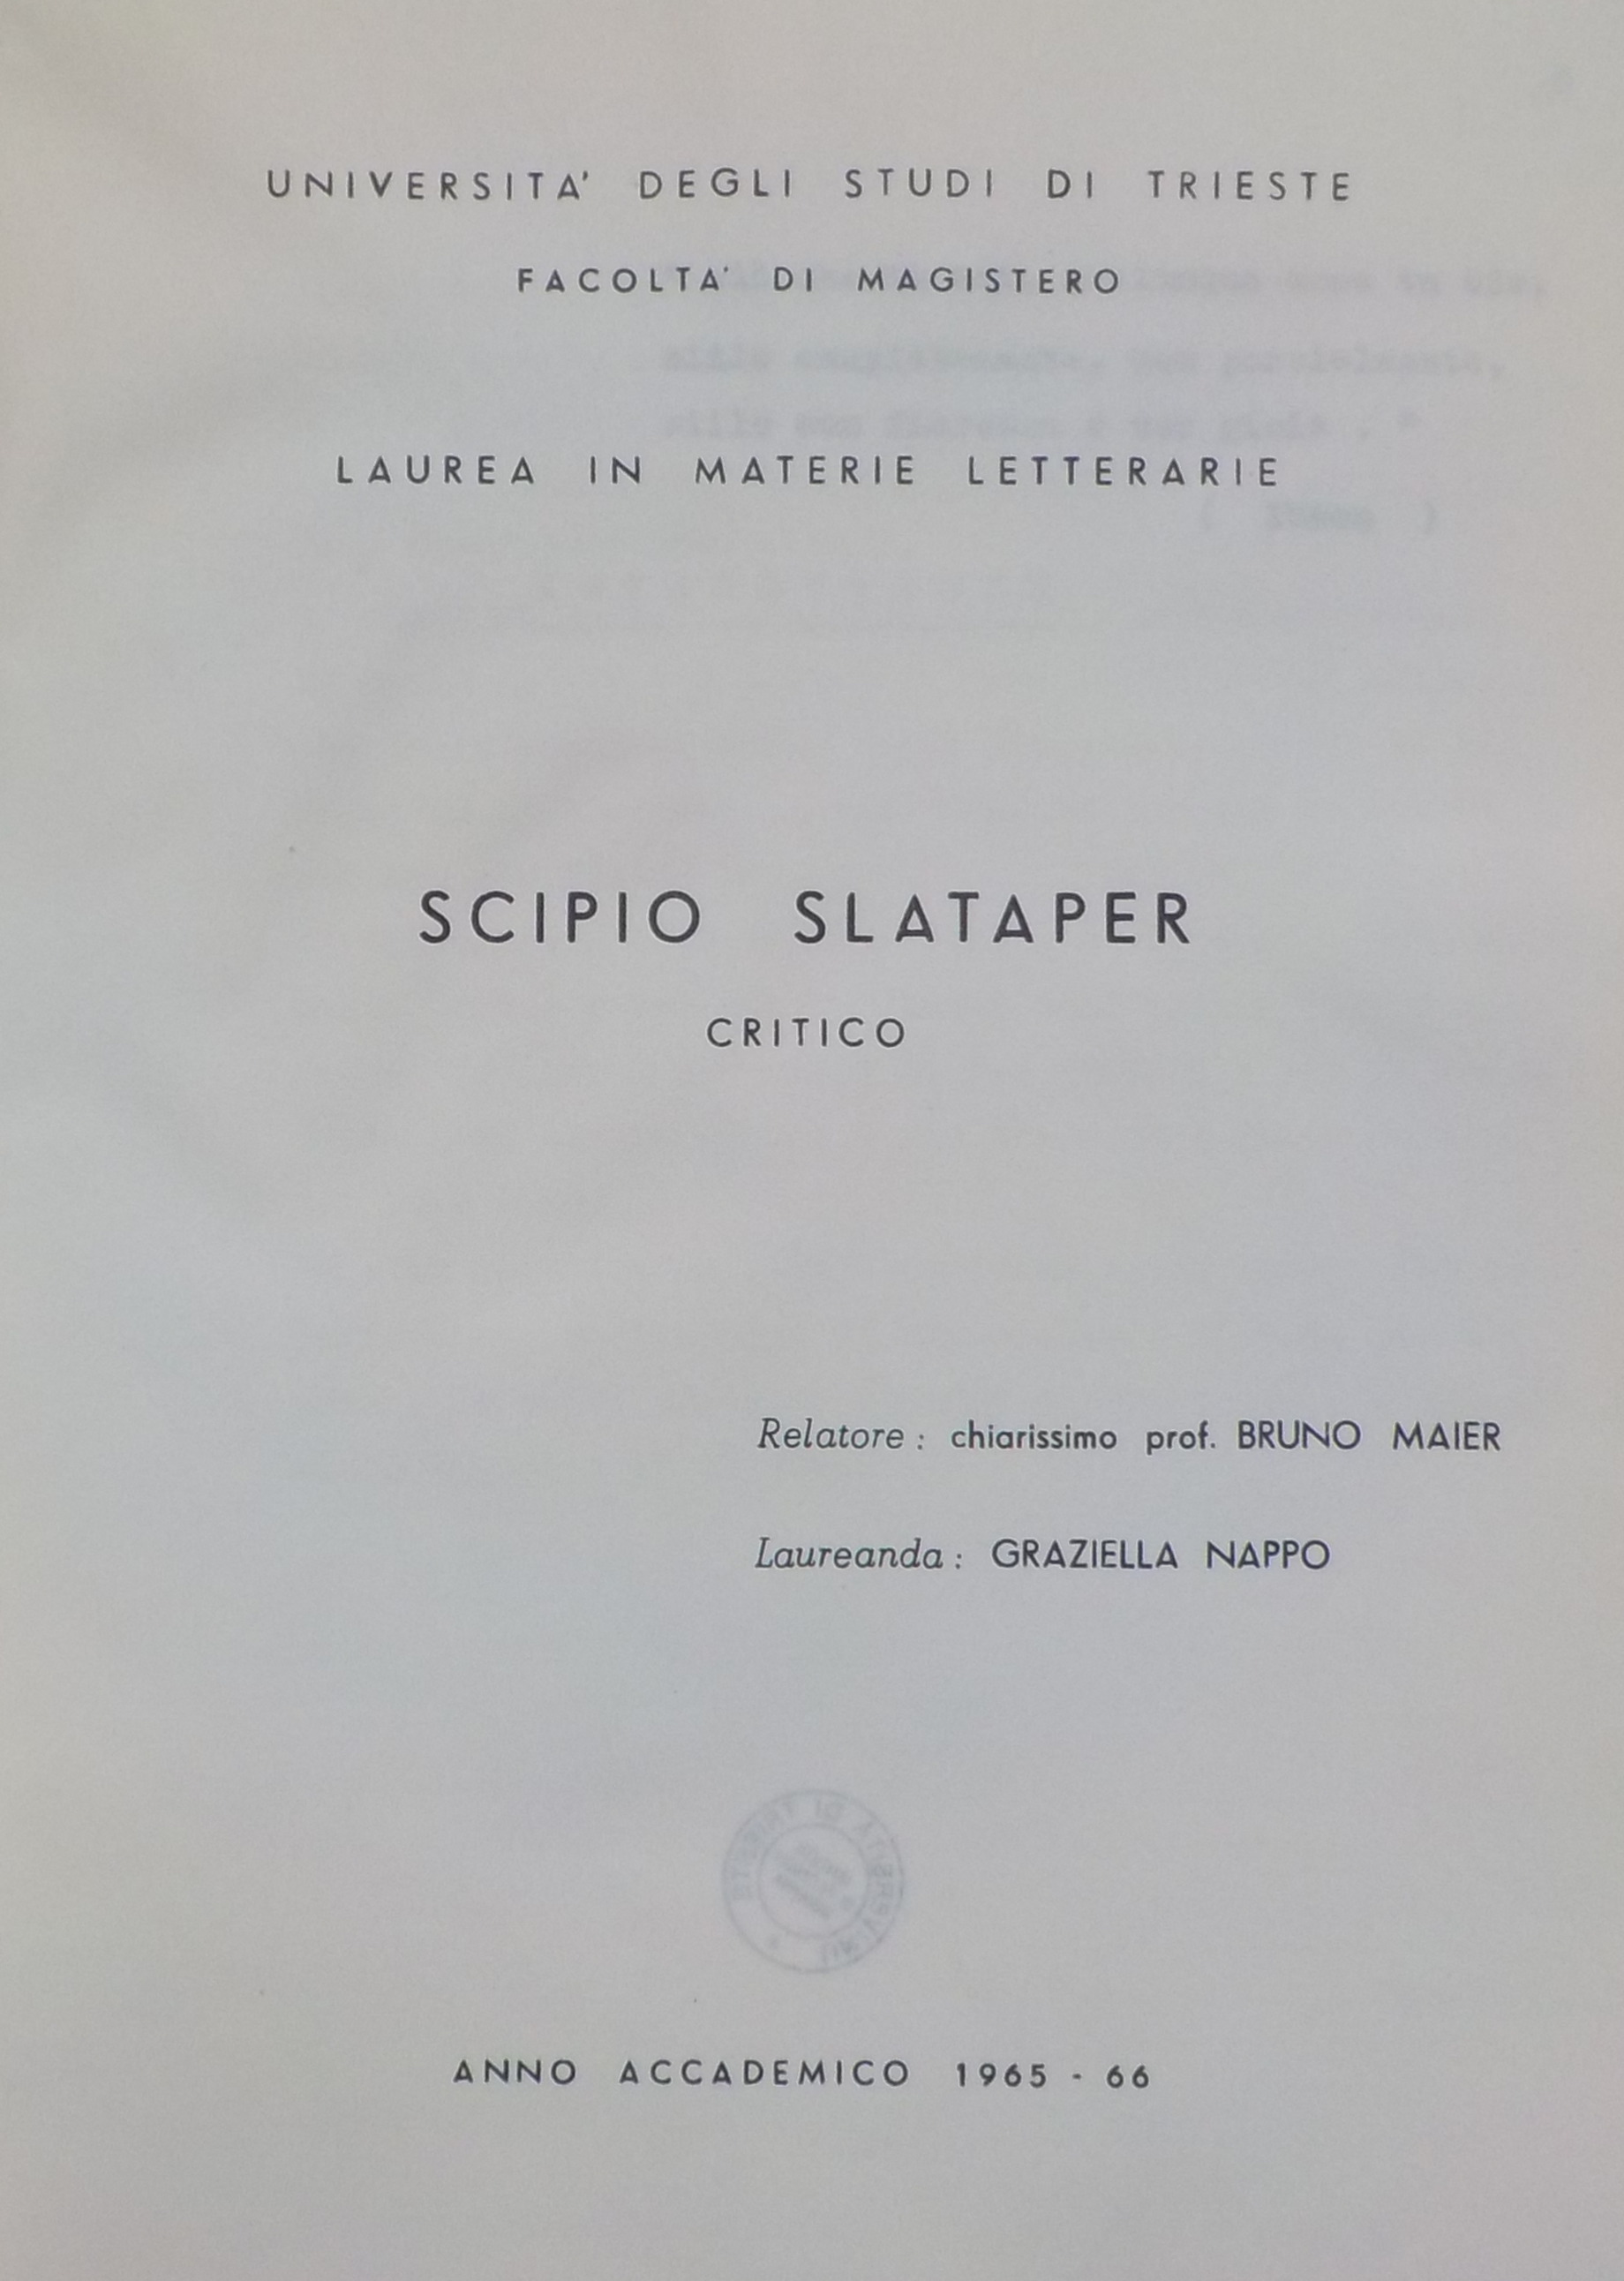 UNIVERSITA' DEGLI STUDI DI TRIESTE
FACOLTA' DI MAGISTERO
LAUREA IN MATERIE LETTERARIE
SCIPIO SLATAPER
CRITICO
Relatore : chiarissimo prof. BRUNO MAIER
Laureanda : GRAZIELLA NAPPO
ANNO ACCADEMICO 1965 - 66